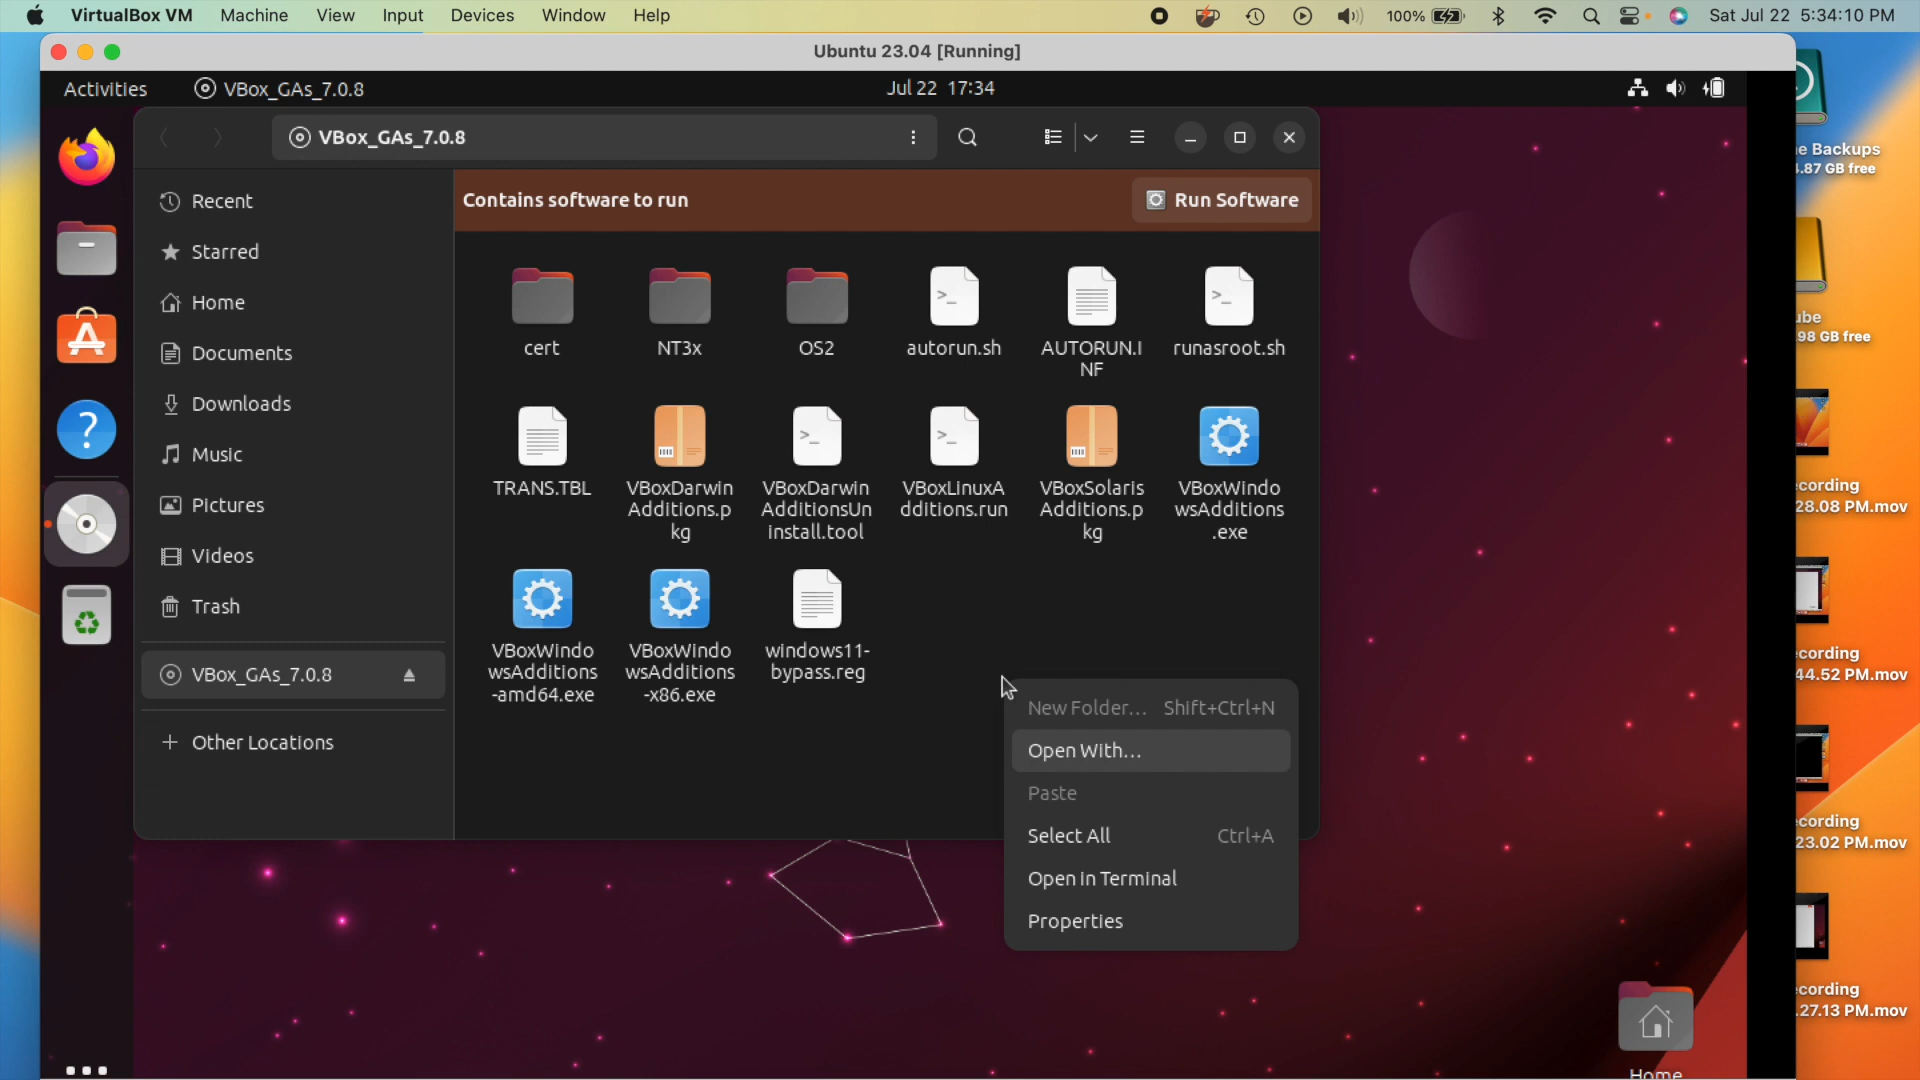 VirtualBox VM Machine View Input Devices Window Help 100% Sat Jul 22 5:34:10 PM
Ubuntu 23.04 [Running]
Activities VBox_GAs_7.0.8 Jul 22 17:34
VBox_GAs_7.0.8
Recent
Starred
Home
Documents
Downloads
Music
Pictures
Videos
Trash
VBox_GAs_7.0.8
Other Locations
Contains software to run Run Software
cert NT3x OS2 autorun.sh AUTORUN.I runasroot.sh
NF
TRANS.TBL VBoxDarwin VBoxDarwin VBoxLinuxA VBoxSolaris VBoxWindo
Additions.p AdditionsUn dditions.run Additions.p wsAdditions
kg install.tool kg .exe
VBoxWindo VBoxWindo windows11-
wsAdditions wsAdditions bypass.reg
-amd64.exe -x86.exe
New Folder... Shift+Ctrl+N
Open With...
Paste
Select All Ctrl+A
Open in Terminal
Properties
e Backups
.87 GB free
98 GB free
cording
28.08 PM.mov
cording
44.52 PM.mov
cording
23.02 PM.mov
cording
.27.13 PM.mov
Home